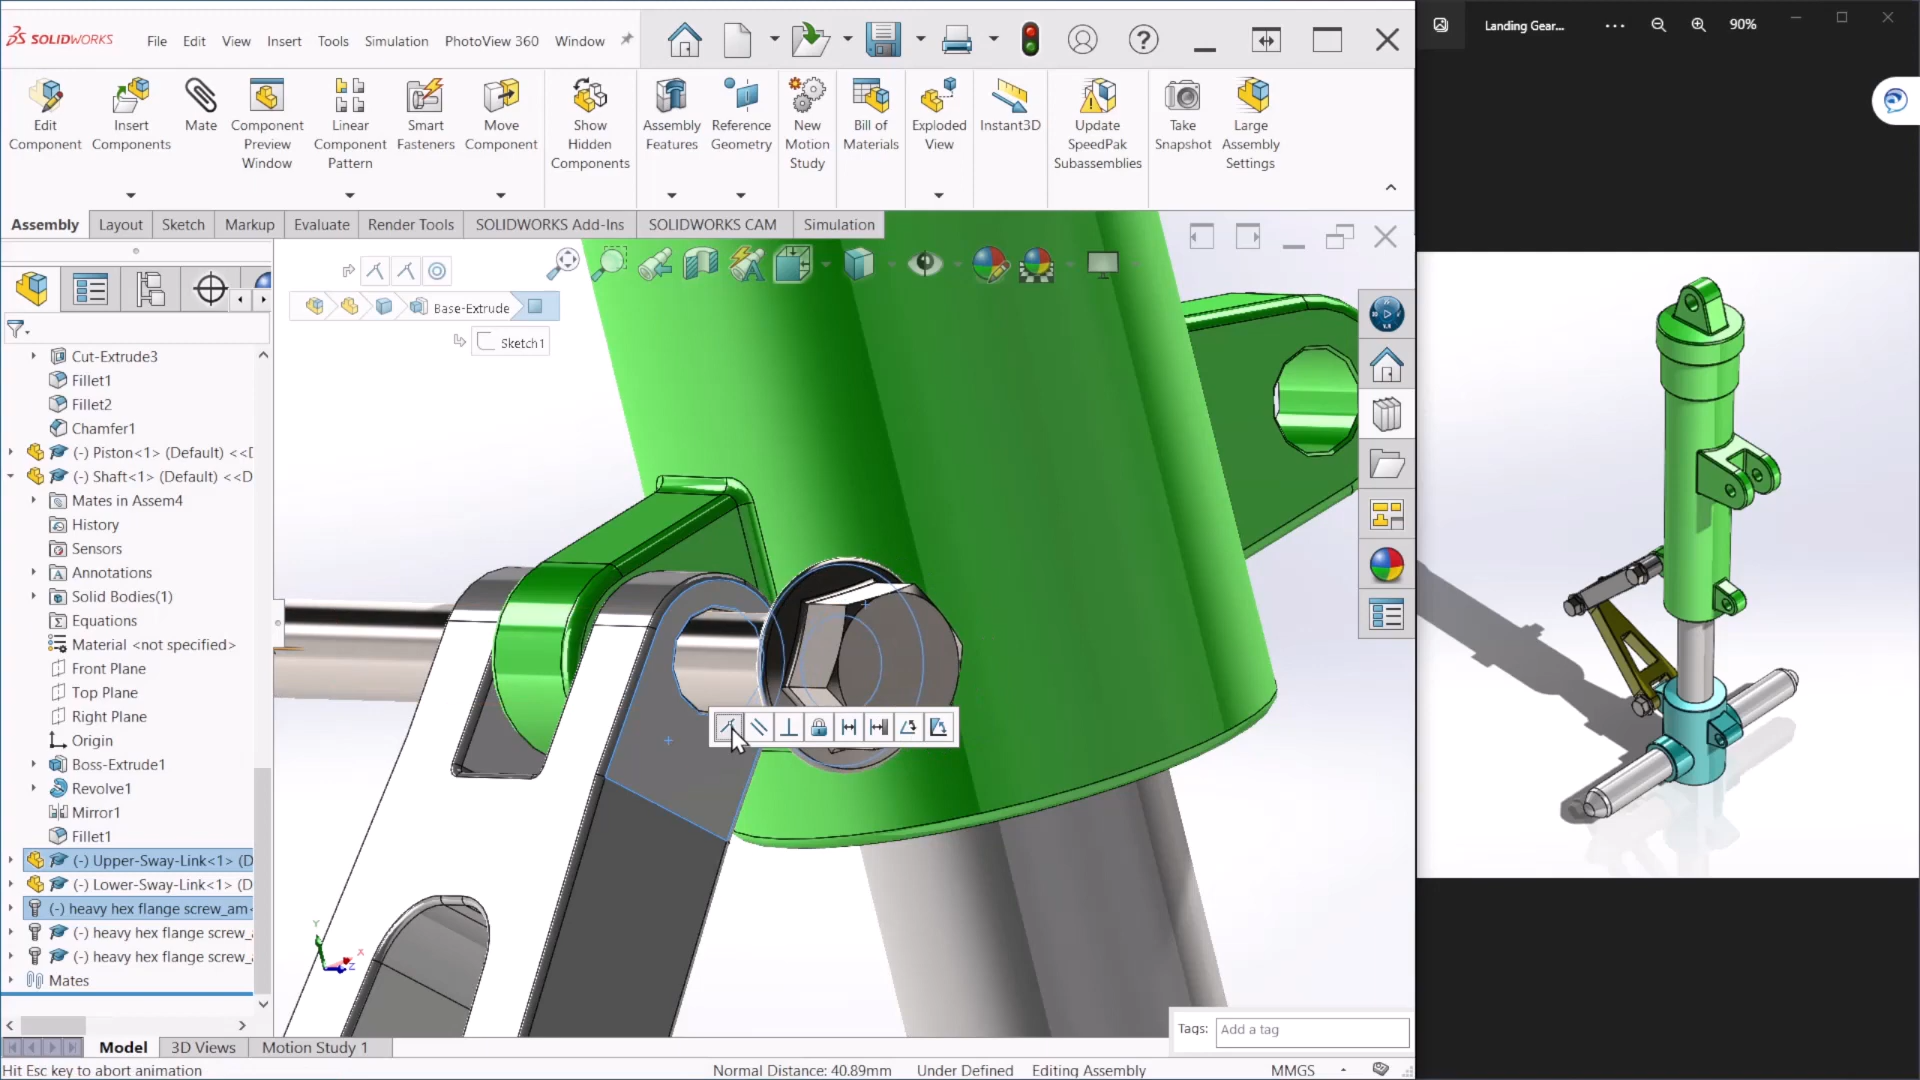 SOLIDWORKS
File Edit View Insert Tools Simulation PhotoView 360 Window
Landing Gear...
90%
Edit Component
Insert Components
Mate
Component Preview Window
Linear Component Pattern
Smart Fasteners
Move Component
Show Hidden Components
Assembly Features
Reference Geometry
New Motion Study
Bill of Materials
Exploded View
Instant3D
Update SpeedPak Subassemblies
Take Snapshot
Large Assembly Settings
Assembly Layout Sketch Markup Evaluate Render Tools SOLIDWORKS Add-Ins SOLIDWORKS CAM Simulation
Base-Extrude
Sketch1
Cut-Extrude3
Fillet1
Fillet2
Chamfer1
(-) Piston<1> (Default) <<D
(-) Shaft<1> (Default) <<D
Mates in Assem4
History
Sensors
Annotations
Solid Bodies(1)
Equations
Material <not specified>
Front Plane
Top Plane
Right Plane
Origin
Boss-Extrude1
Revolve1
Mirror1
Fillet1
(-) Upper-Sway-Link<1> (D
(-) Lower-Sway-Link<1> (D
(-) heavy hex flange screw_am<
(-) heavy hex flange screw_
(-) heavy hex flange screw_
Mates
Y
X
Z
Tags: Add a tag
Model 3D Views Motion Study 1
Hit Esc key to abort animation
Normal Distance: 40.89mm Under Defined Editing Assembly MMGS